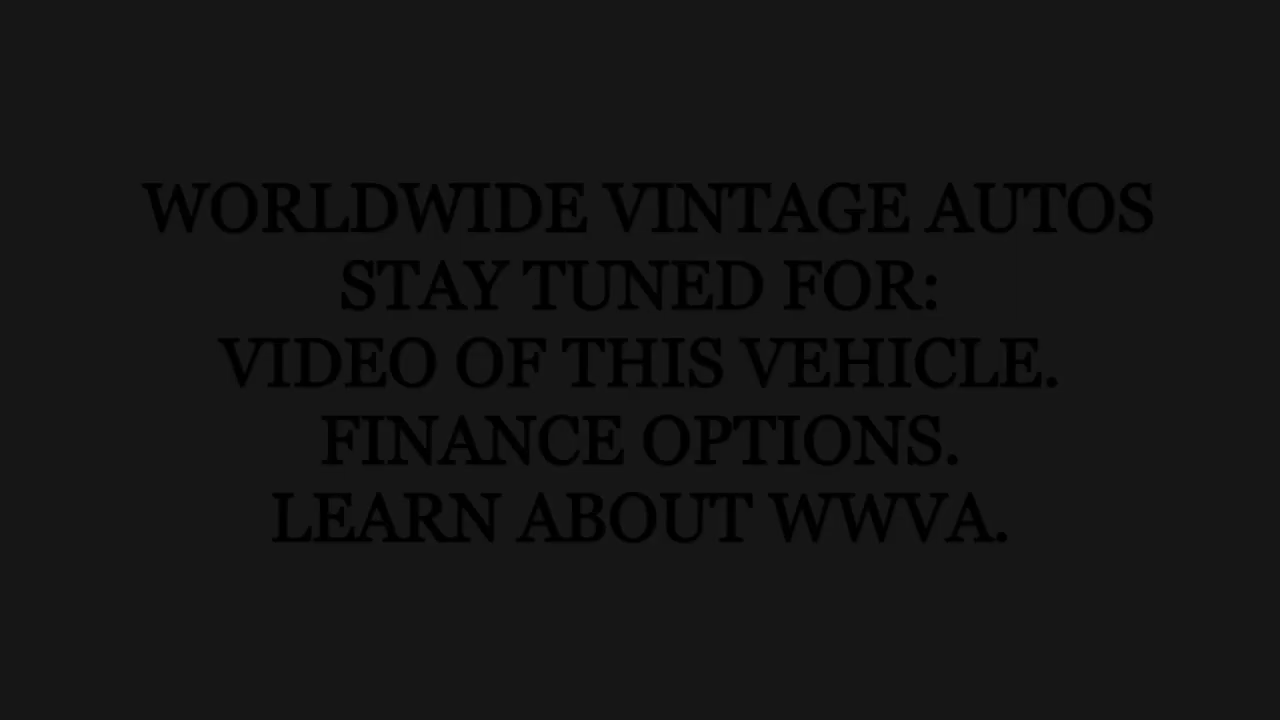 WORLDWIDE VINTAGE AUTOS
STAY TUNED FOR:
VIDEO OF THIS VEHICLE.
FINANCE OPTIONS.
LEARN ABOUT WWVA.